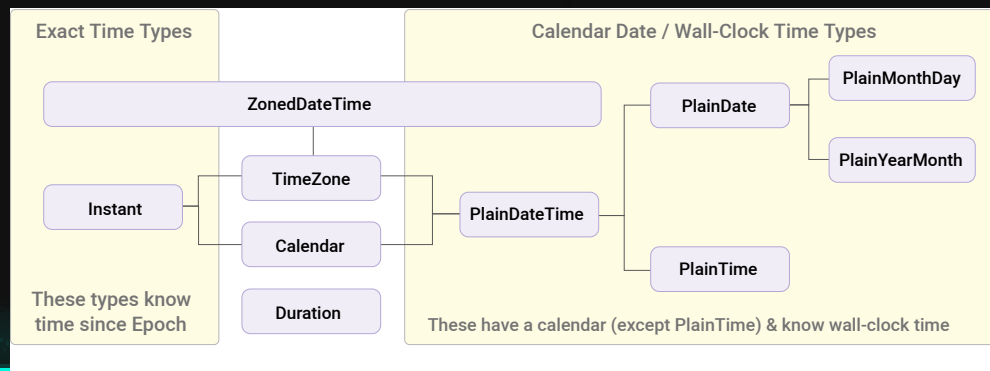 Exact Time Types
Calendar Date / Wall-Clock Time Types
ZonedDateTime
PlainDate
PlainMonthDay
PlainYearMonth
TimeZone
Instant
PlainDateTime
Calendar
PlainTime
Duration
These types know
time since Epoch
These have a calendar (except PlainTime) & know wall-clock time